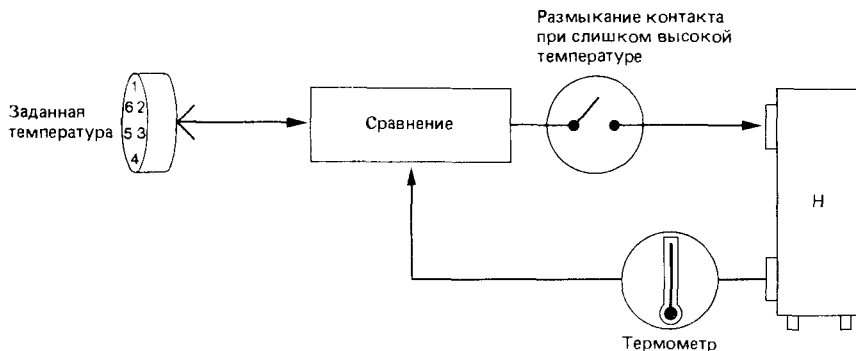 Размыкание контакта
при слишком высокой
температуре
Заданная
температура
1
6 2
5 3
4
Сравнение
Н
Термометр